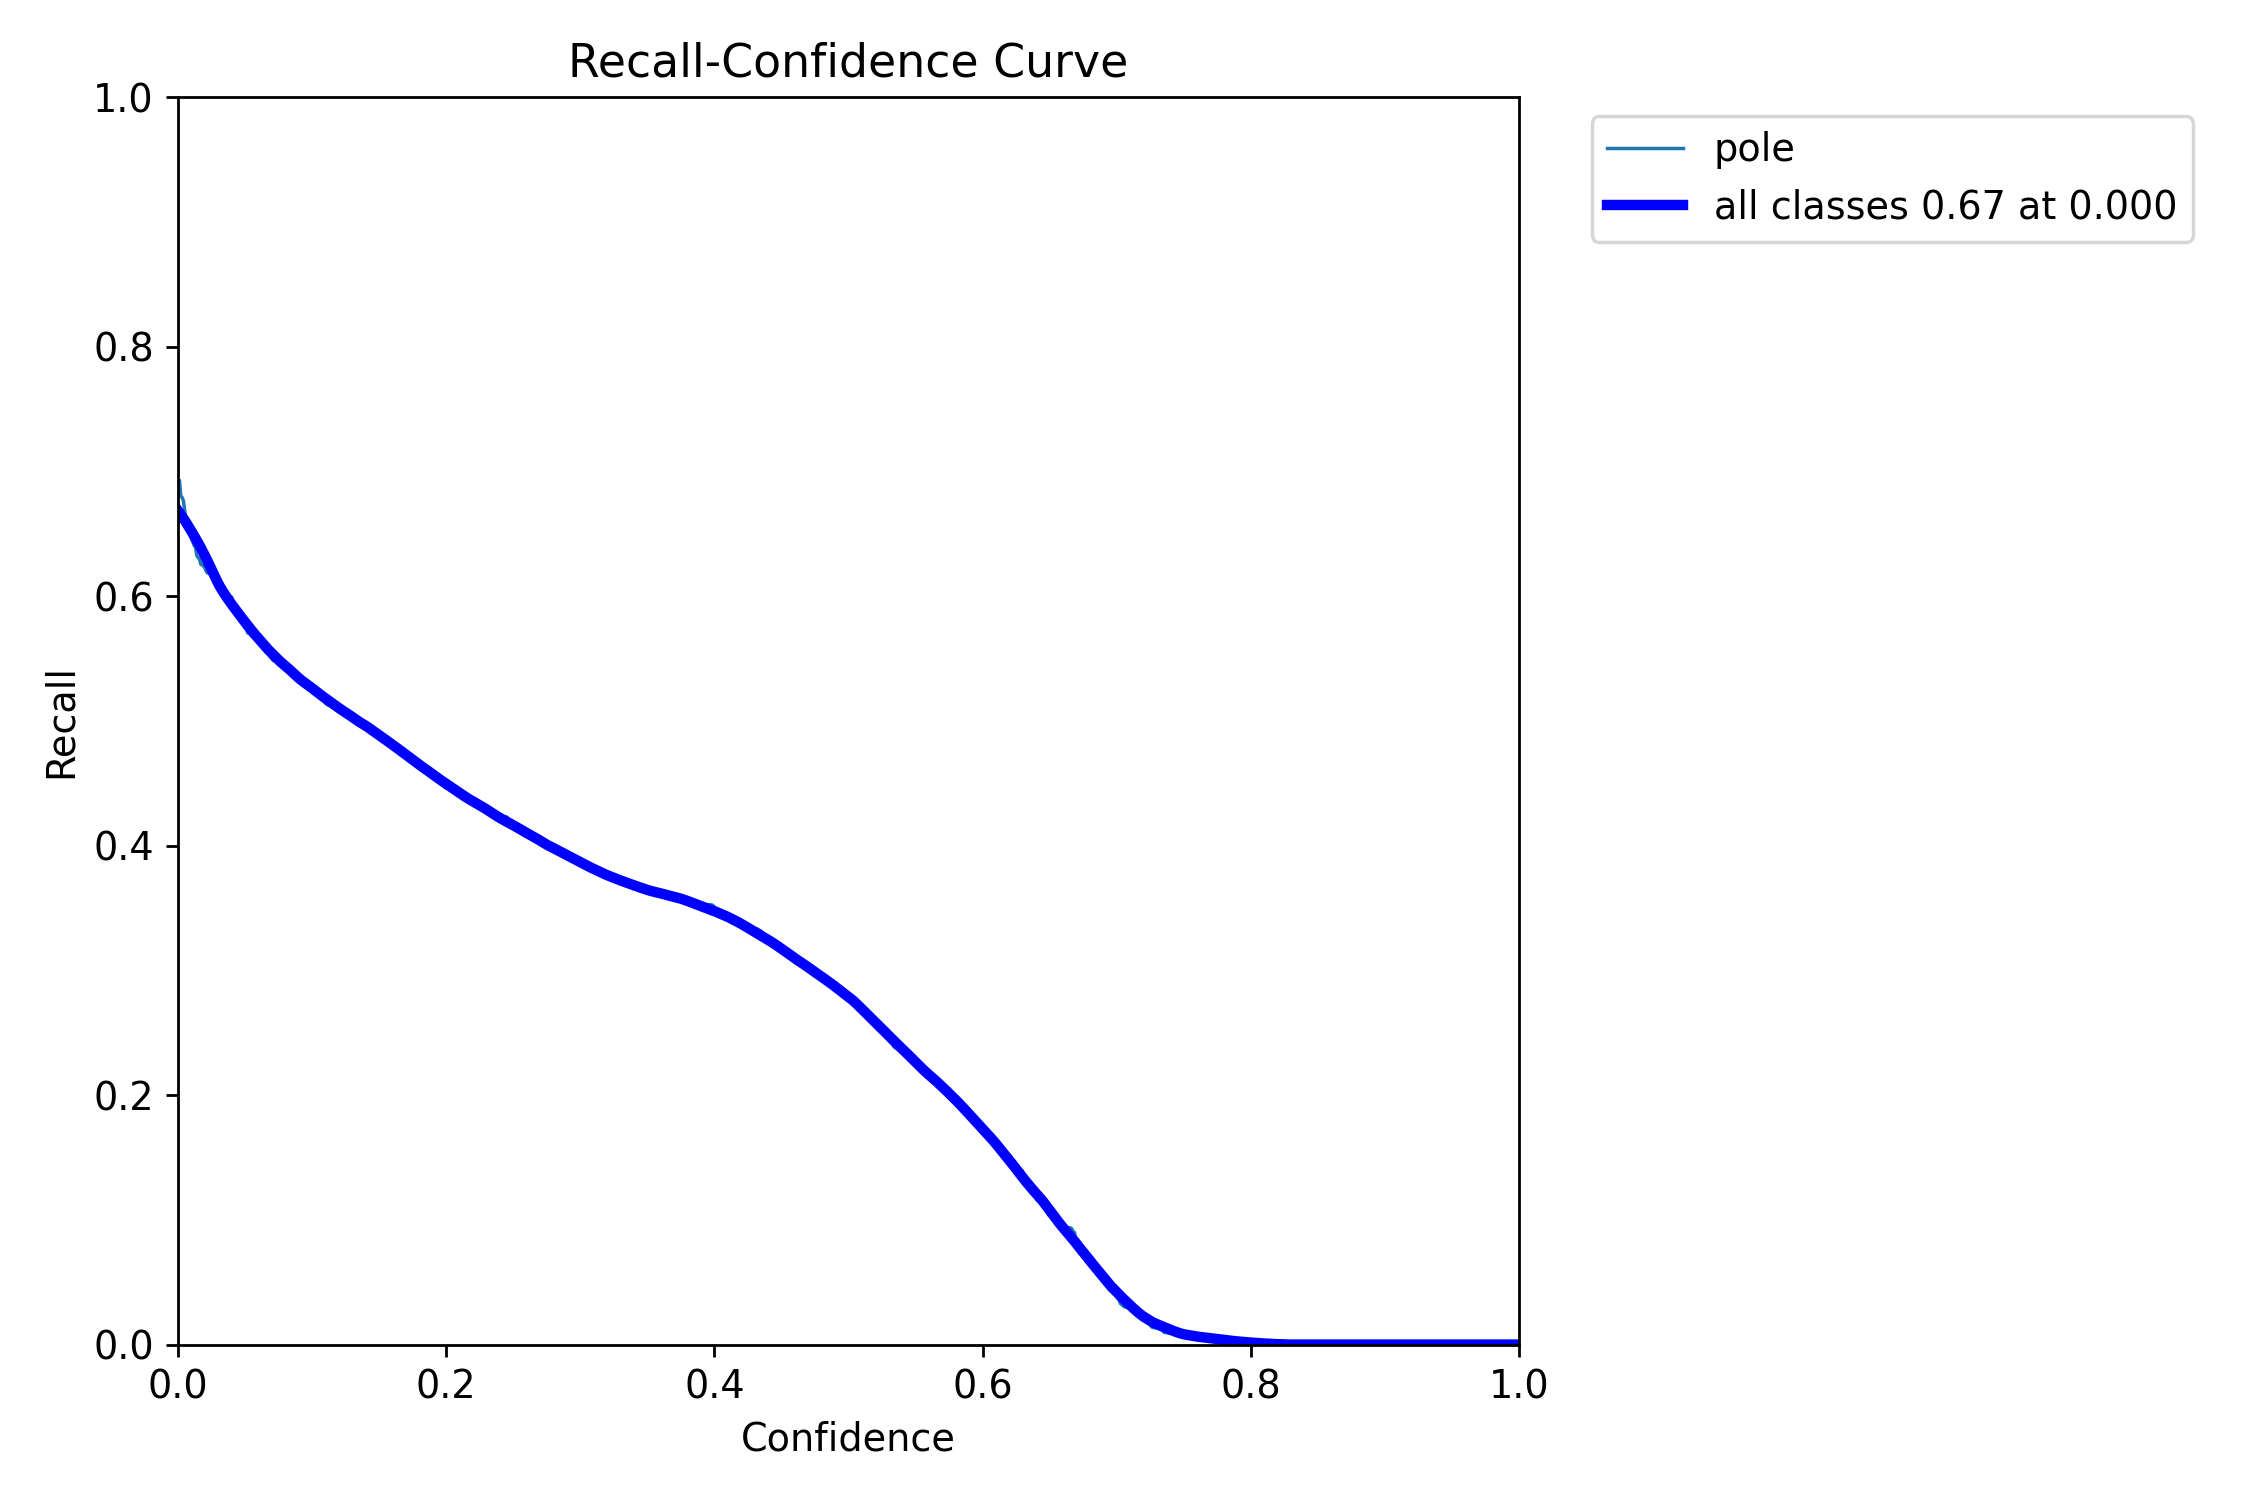 Recall-Confidence Curve
1.0
0.8
0.6
0.4
0.2
0.0
Recall
0.0 0.2 0.4 0.6 0.8 1.0
Confidence
pole
all classes 0.67 at 0.000